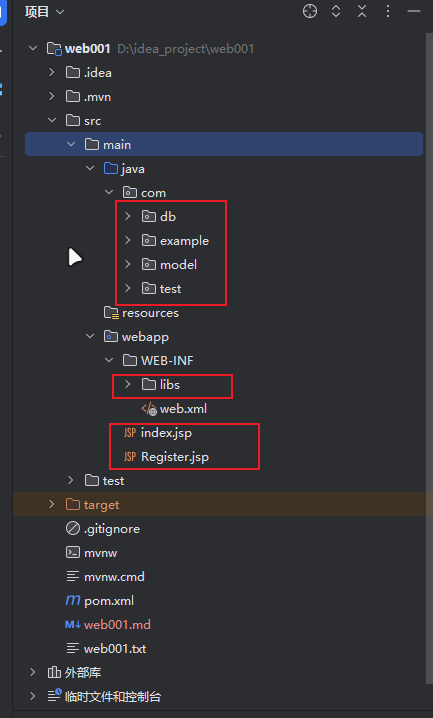 项目
web001 D:\idea_project\web001
.idea
.mvn
src
main
java
com
db
example
model
test
resources
webapp
WEB-INF
libs
web.xml
JSP index.jsp
JSP Register.jsp
test
target
.gitignore
mvnw
mvnw.cmd
m pom.xml
M↓ web001.md
web001.txt
外部库
临时文件和控制台